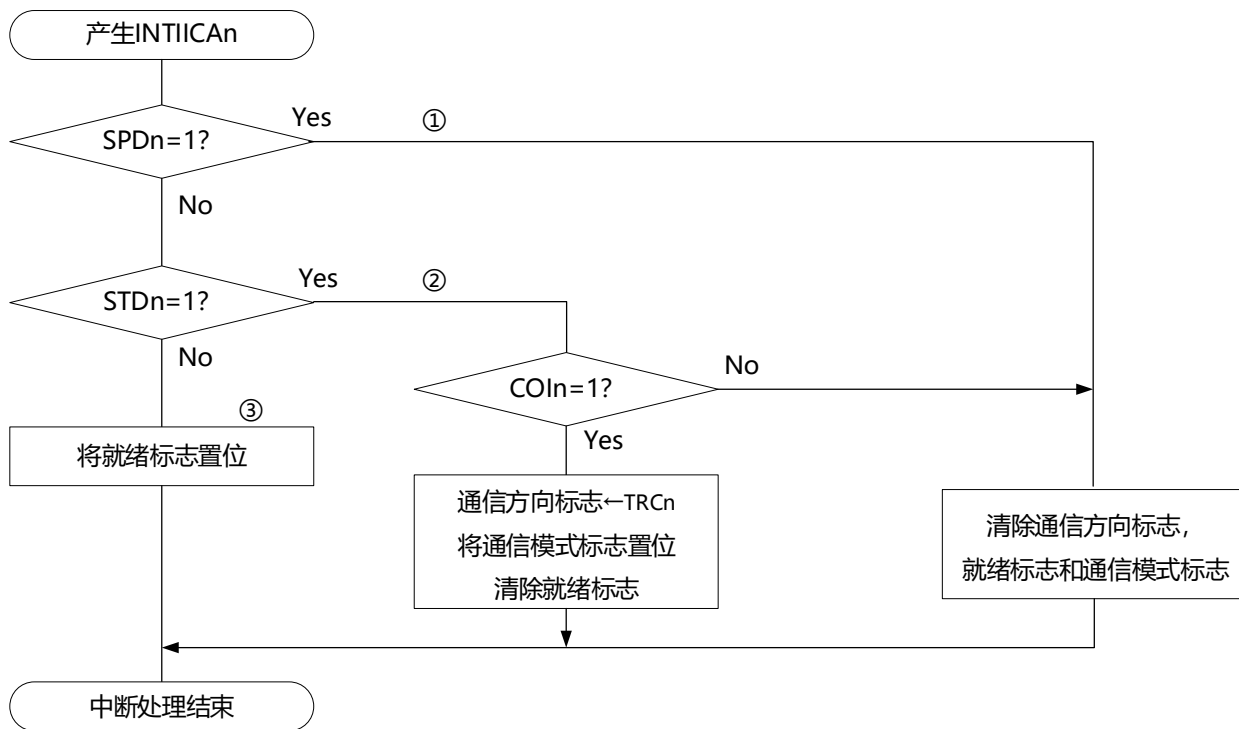 产生INTIICAn
SPDn=1?
Yes
①
No
STDn=1?
Yes
②
No
COIn=1?
No
③
Yes
将就绪标志置位
通信方向标志←TRCn
将通信模式标志置位
清除就绪标志
清除通信方向标志，
就绪标志和通信模式标志
中断处理结束